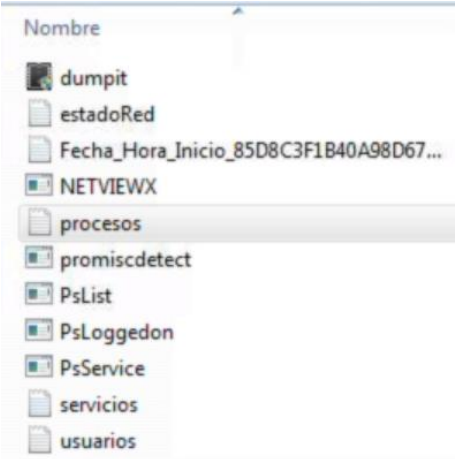 Nombre
dumpit
estadoRed
Fecha_Hora_Inicio_85D8C3F1B40A98D67...
NETVIEWX
procesos
promiscdetect
PsList
PsLoggedon
PsService
servicios
usuarios